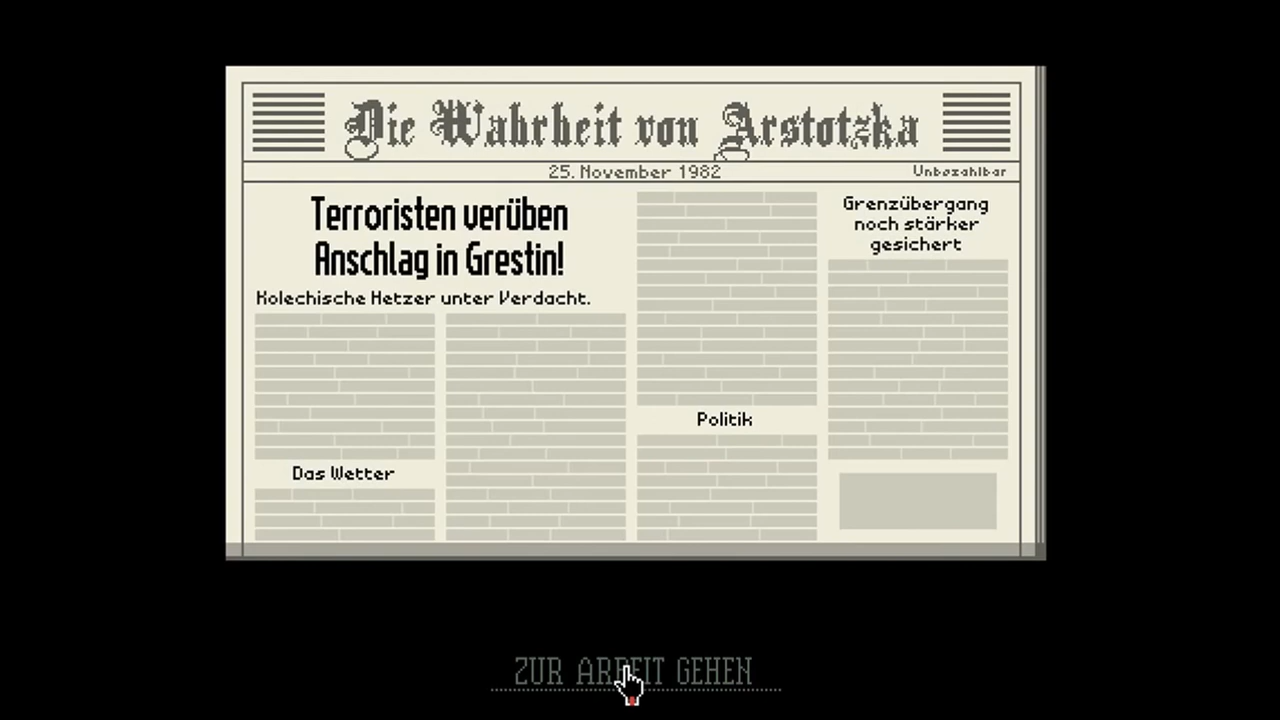 Die Wahrheit von Arstotzka
25. November 1982
Unbezahlbar
Terroristen verüben
Anschlag in Grestin!
Kolechische Hetzer unter Verdacht.
Das Wetter
Politik
Grenzübergang
noch stärker
gesichert
ZUR ARBEIT GEHEN